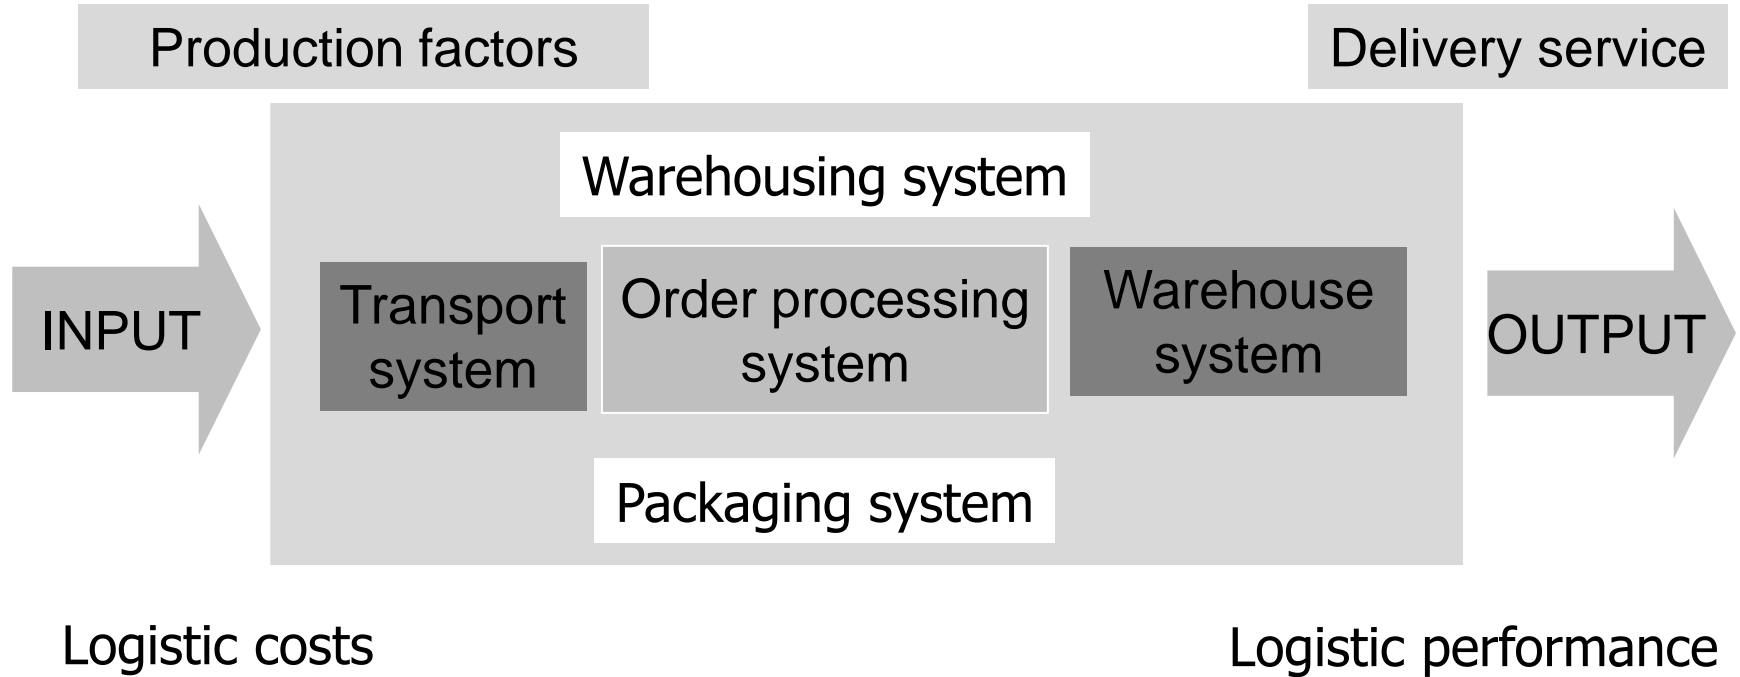 Production factors
Delivery service
Warehousing system
INPUT
Transport
system
Order processing
system
Warehouse
system
OUTPUT
Packaging system
Logistic costs
Logistic performance